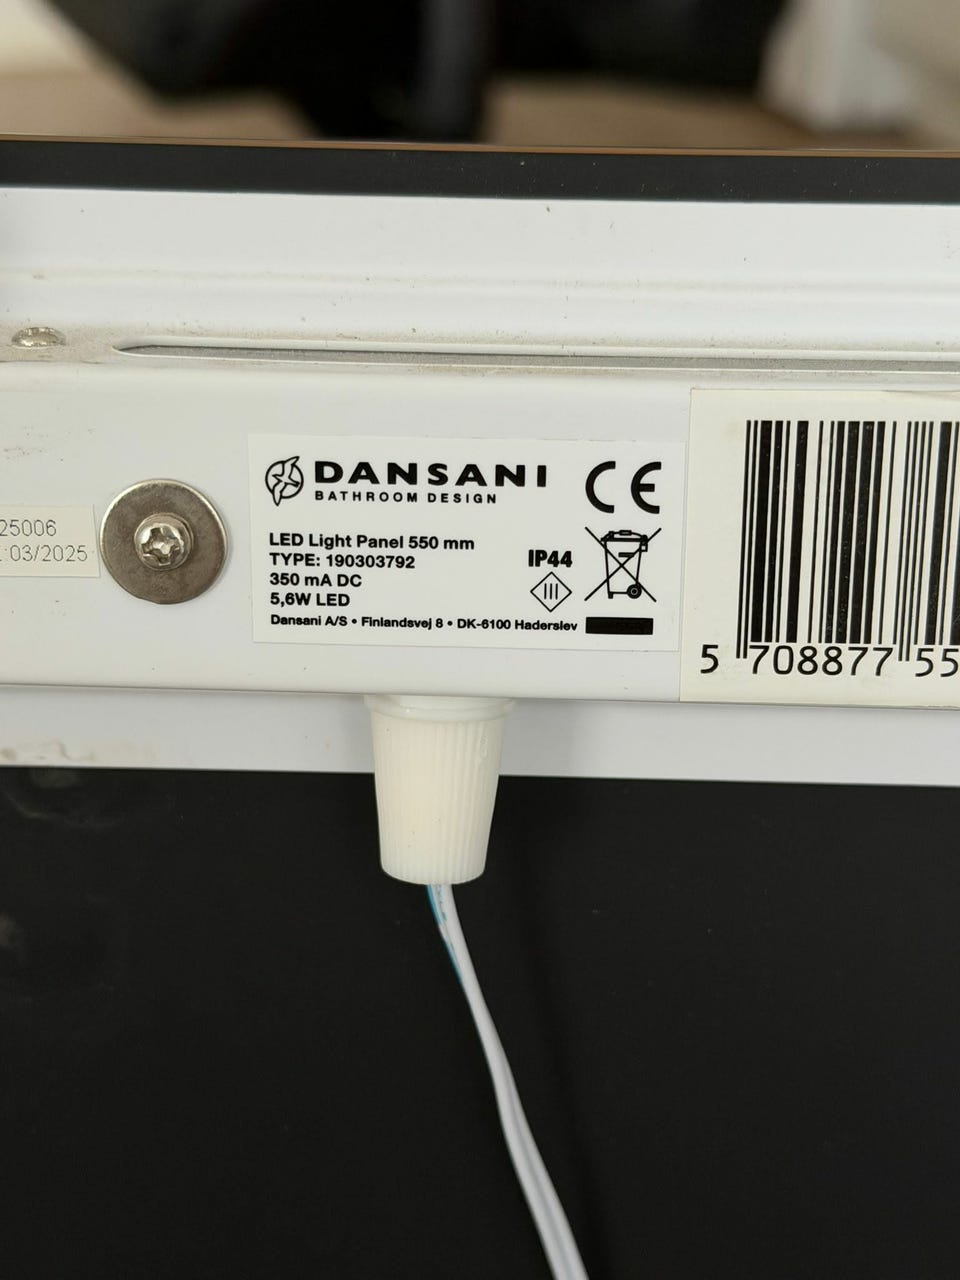 25006
:03/2025
DANSANI
BATHROOM DESIGN
CE
LED Light Panel 550 mm
TYPE: 190303792
350 mA DC
5,6W LED
IP44
III
Dansani A/S • Finlandsvej 8 • DK-6100 Haderslev
5 708877 55